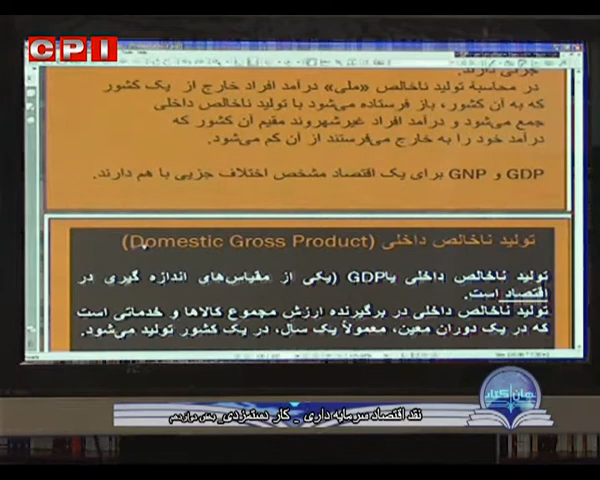 CPI
جزئی دارند.
در محاسبهٔ تولید ناخالص «ملی» درآمد افراد خارج از یک کشور
که به آن کشور، باز فرستاده می‌شود با تولید ناخالص داخلی
جمع می‌شود و درآمد افراد غیرشهروند مقیم آن کشور که
درآمد خود را به خارج می‌فرستند از آن کم می‌شود.
GDP و GNP برای یک اقتصاد مشخص اختلاف جزیی با هم دارند.
تولید ناخالص داخلی (Domestic Gross Product)
تولید ناخالص داخلی یاGDP (یکی از مقیاس‌های اندازه گیری در
اقتصاد است.
تولید ناخالص داخلی در برگیرنده ارزش مجموع کالاها و خدماتی است
که در یک دوران معین، معمولاً یک سال، در یک کشور تولید می‌شود.
جهان کتاب
نقد اقتصاد سرمایه داری _ کار دستمزدی_ بخش دوازدهم